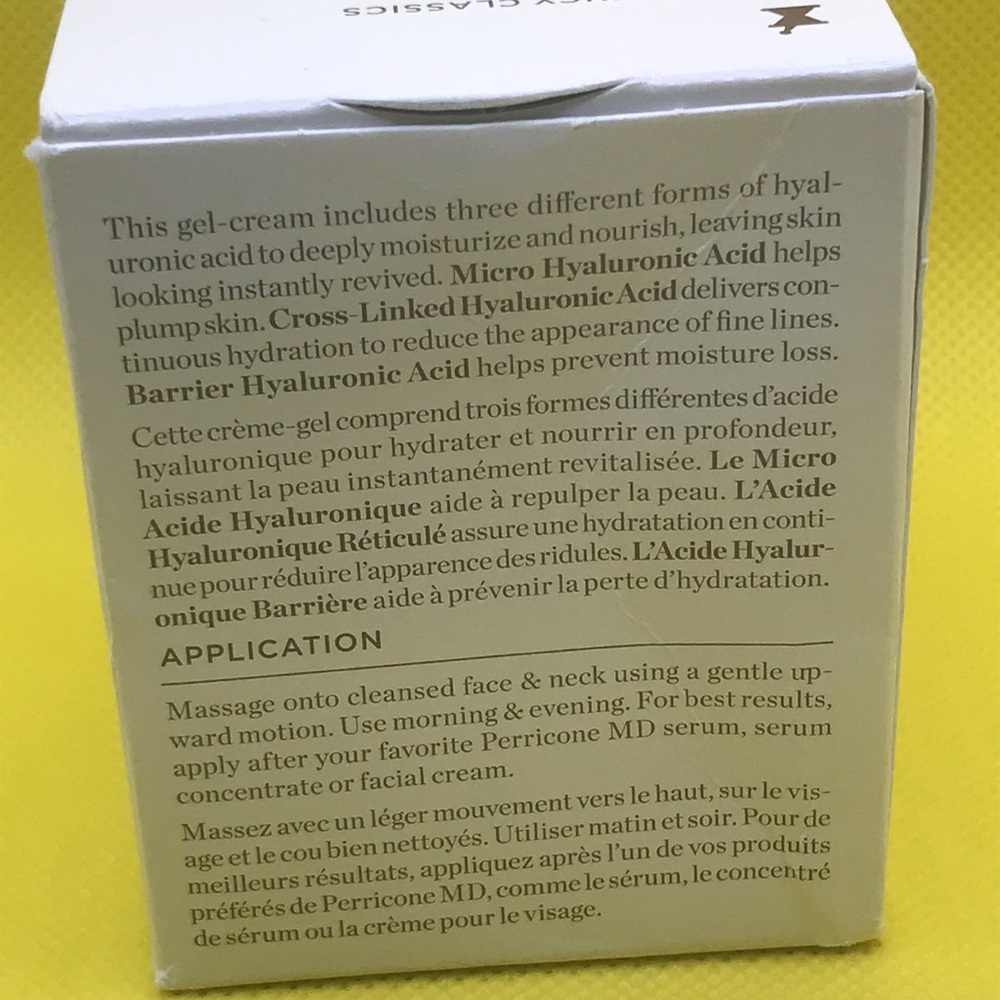 CLASSICS
This gel-cream includes three different forms of hyal-
uronic acid to deeply moisturize and nourish, leaving skin
looking instantly revived. Micro Hyaluronic Acid helps
plump skin. Cross-Linked Hyaluronic Acid delivers con-
tinuous hydration to reduce the appearance of fine lines.
Barrier Hyaluronic Acid helps prevent moisture loss.
Cette crème-gel comprend trois formes différentes d'acide
hyaluronique pour hydrater et nourrir en profondeur,
laissant la peau instantanément revitalisée. Le Micro
Acide Hyaluronique aide à repulper la peau. L'Acide
Hyaluronique Réticulé assure une hydratation en conti-
nue pour réduire l'apparence des ridules. L'Acide Hyalur-
onique Barrière aide à prévenir la perte d'hydratation.
APPLICATION
Massage onto cleansed face & neck using a gentle up-
ward motion. Use morning & evening. For best results,
apply after your favorite Perricone MD serum, serum
concentrate or facial cream.
Massez avec un léger mouvement vers le haut, sur le vis-
age et le cou bien nettoyés. Utiliser matin et soir. Pour de
meilleurs résultats, appliquez après l'un de vos produits
préférés de Perricone MD, comme le sérum, le concentré
de sérum ou la crème pour le visage.